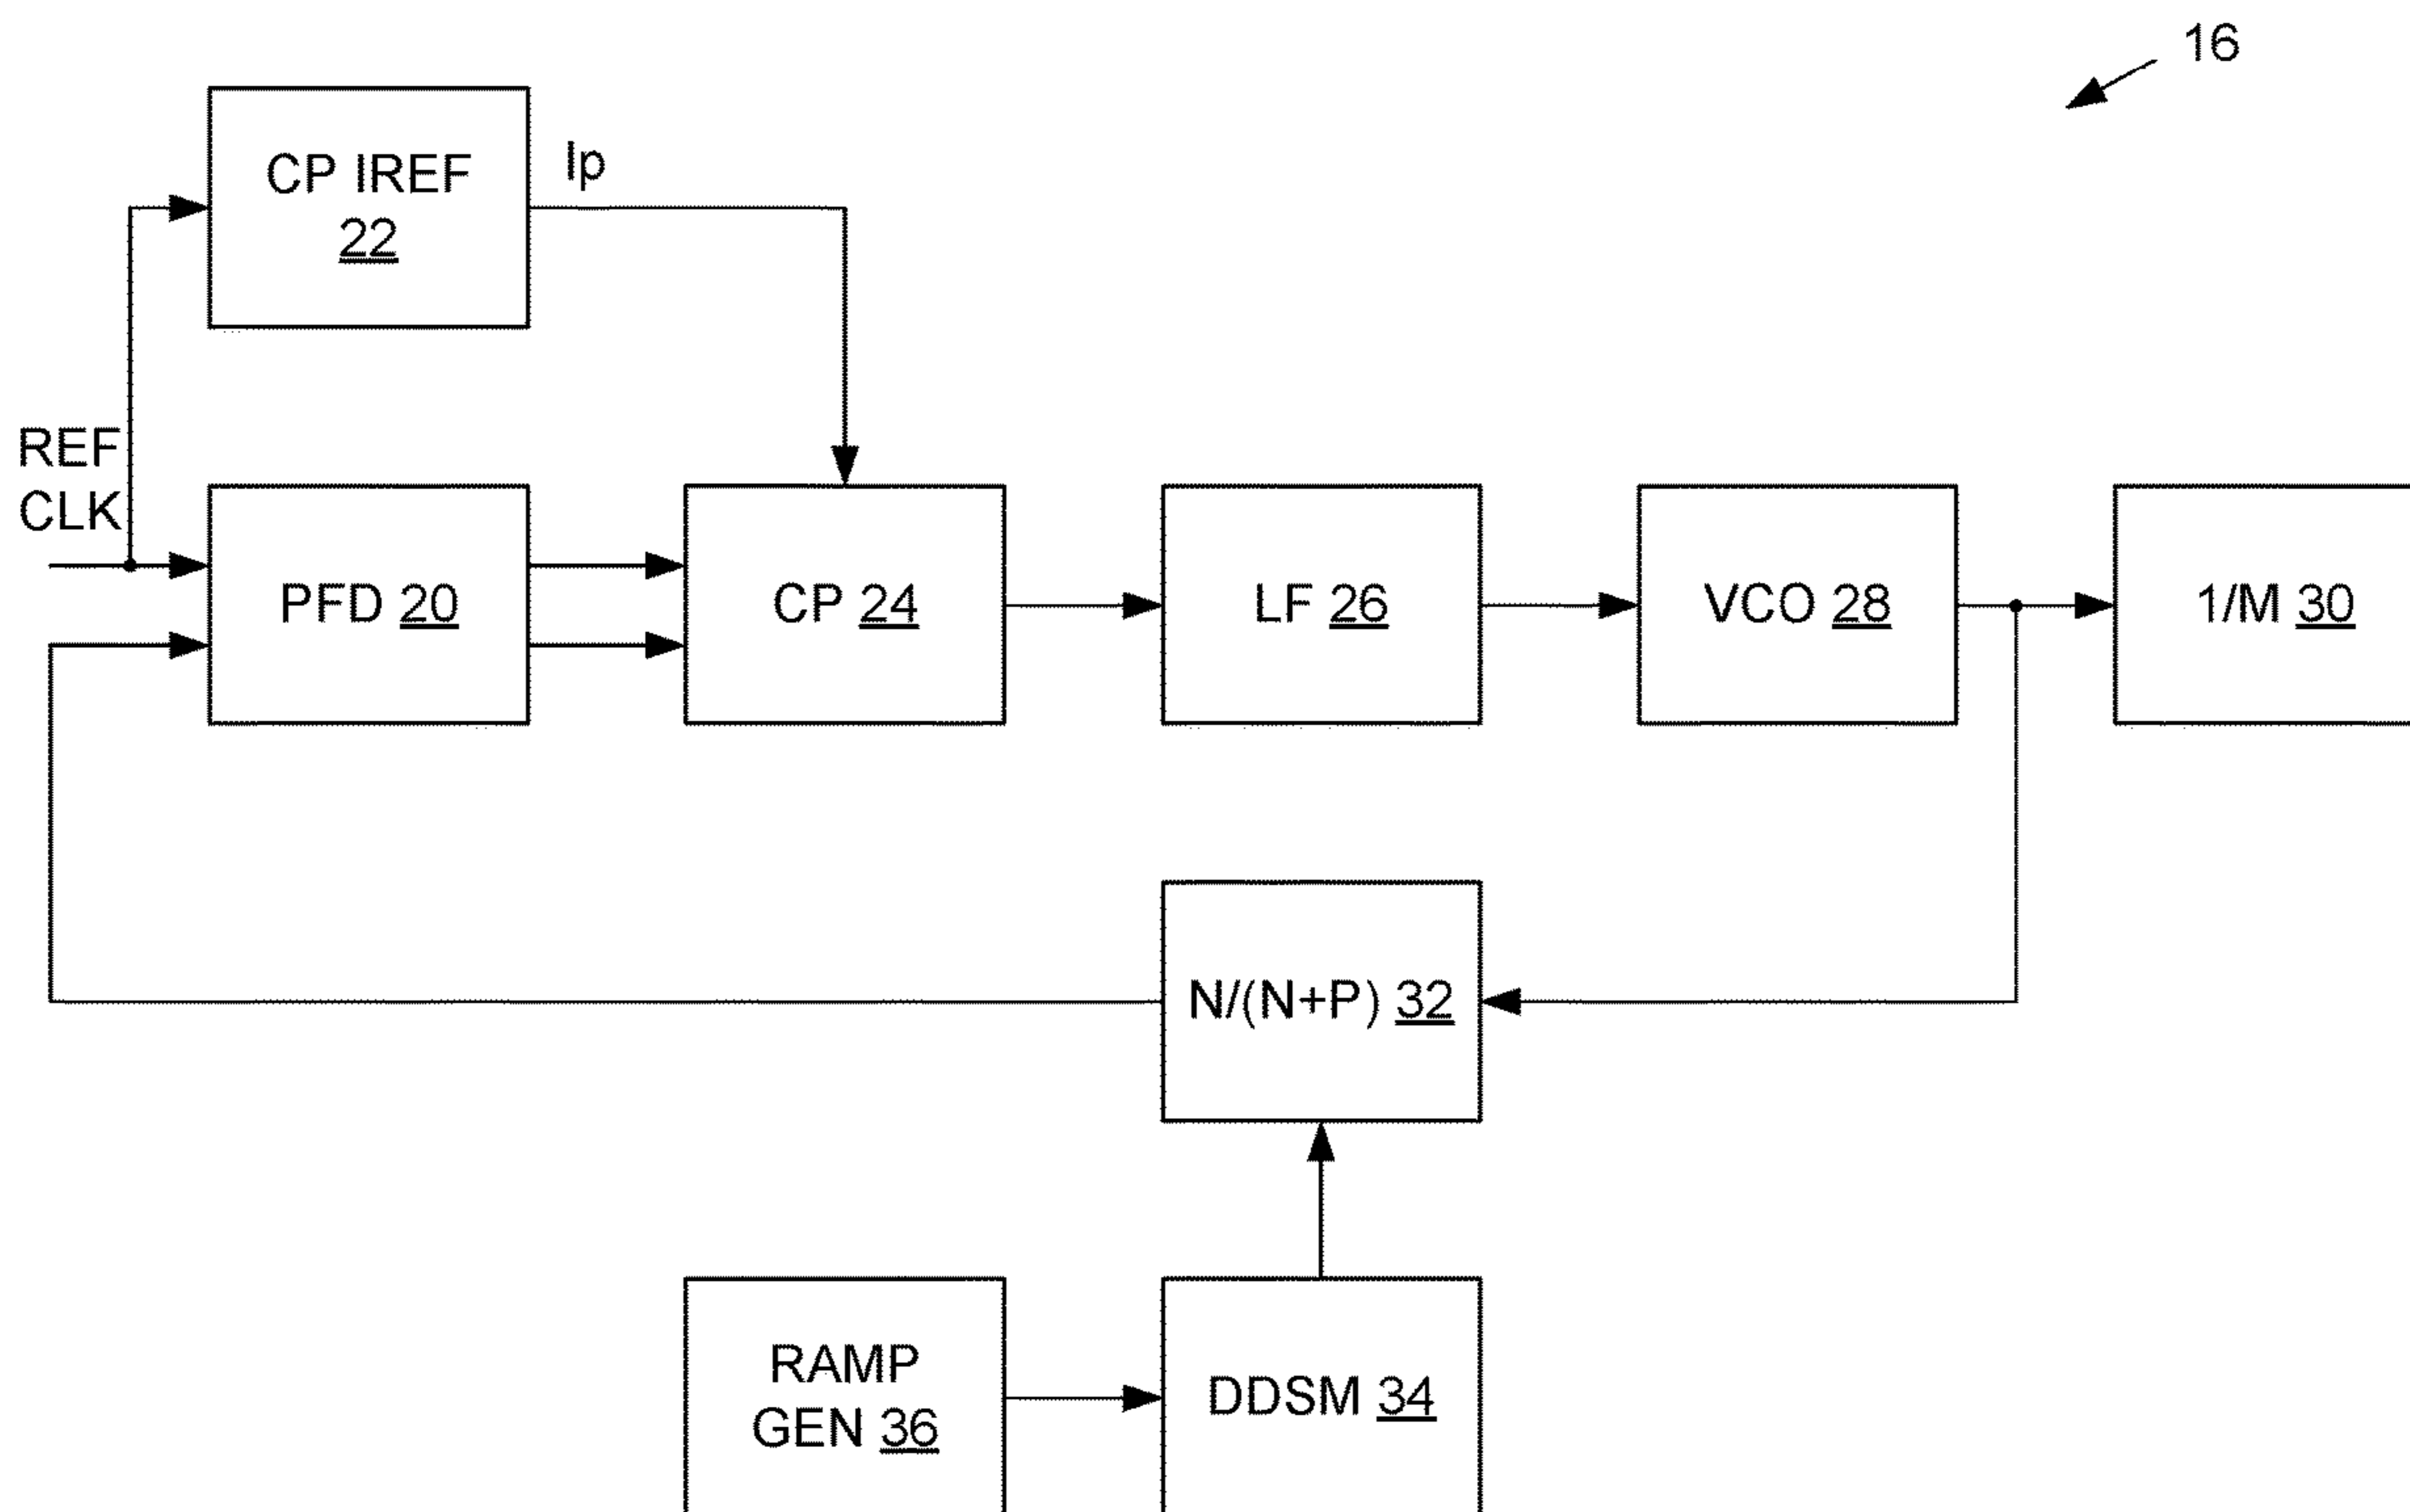 16
CP IREF
22
Ip
REF
CLK
PFD 20
CP 24
LF 26
VCO 28
1/M 30
N/(N+P) 32
RAMP
GEN 36
DDSM 34